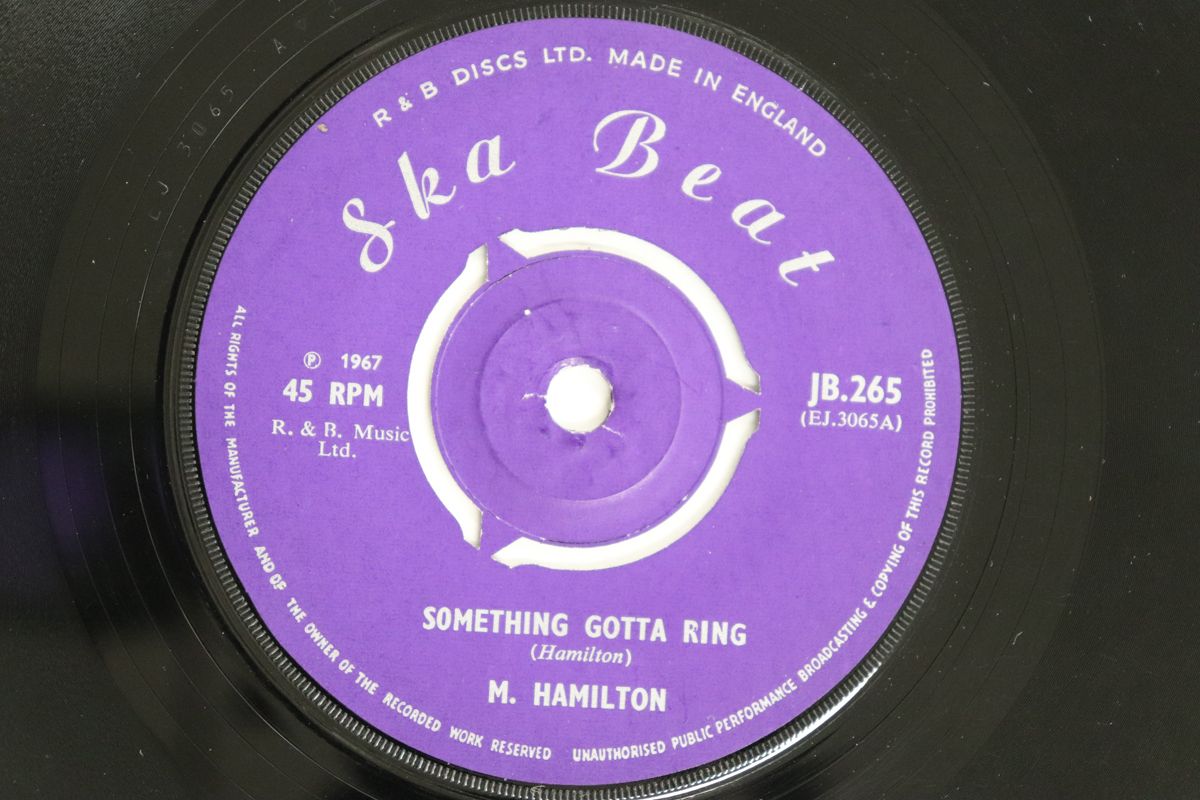 R & B DISCS LTD. MADE IN ENGLAND
Ska Beat
℗ 1967
45 RPM
R. & B. Music
Ltd.
JB.265
(EJ.3065A)
SOMETHING GOTTA RING
(Hamilton)
M. HAMILTON
ALL RIGHTS OF THE MANUFACTURER AND OF THE OWNER OF THE RECORDED WORK RESERVED
UNAUTHORISED PUBLIC PERFORMANCE BROADCASTING & COPYING OF THIS RECORD PROHIBITED
J 3065 A